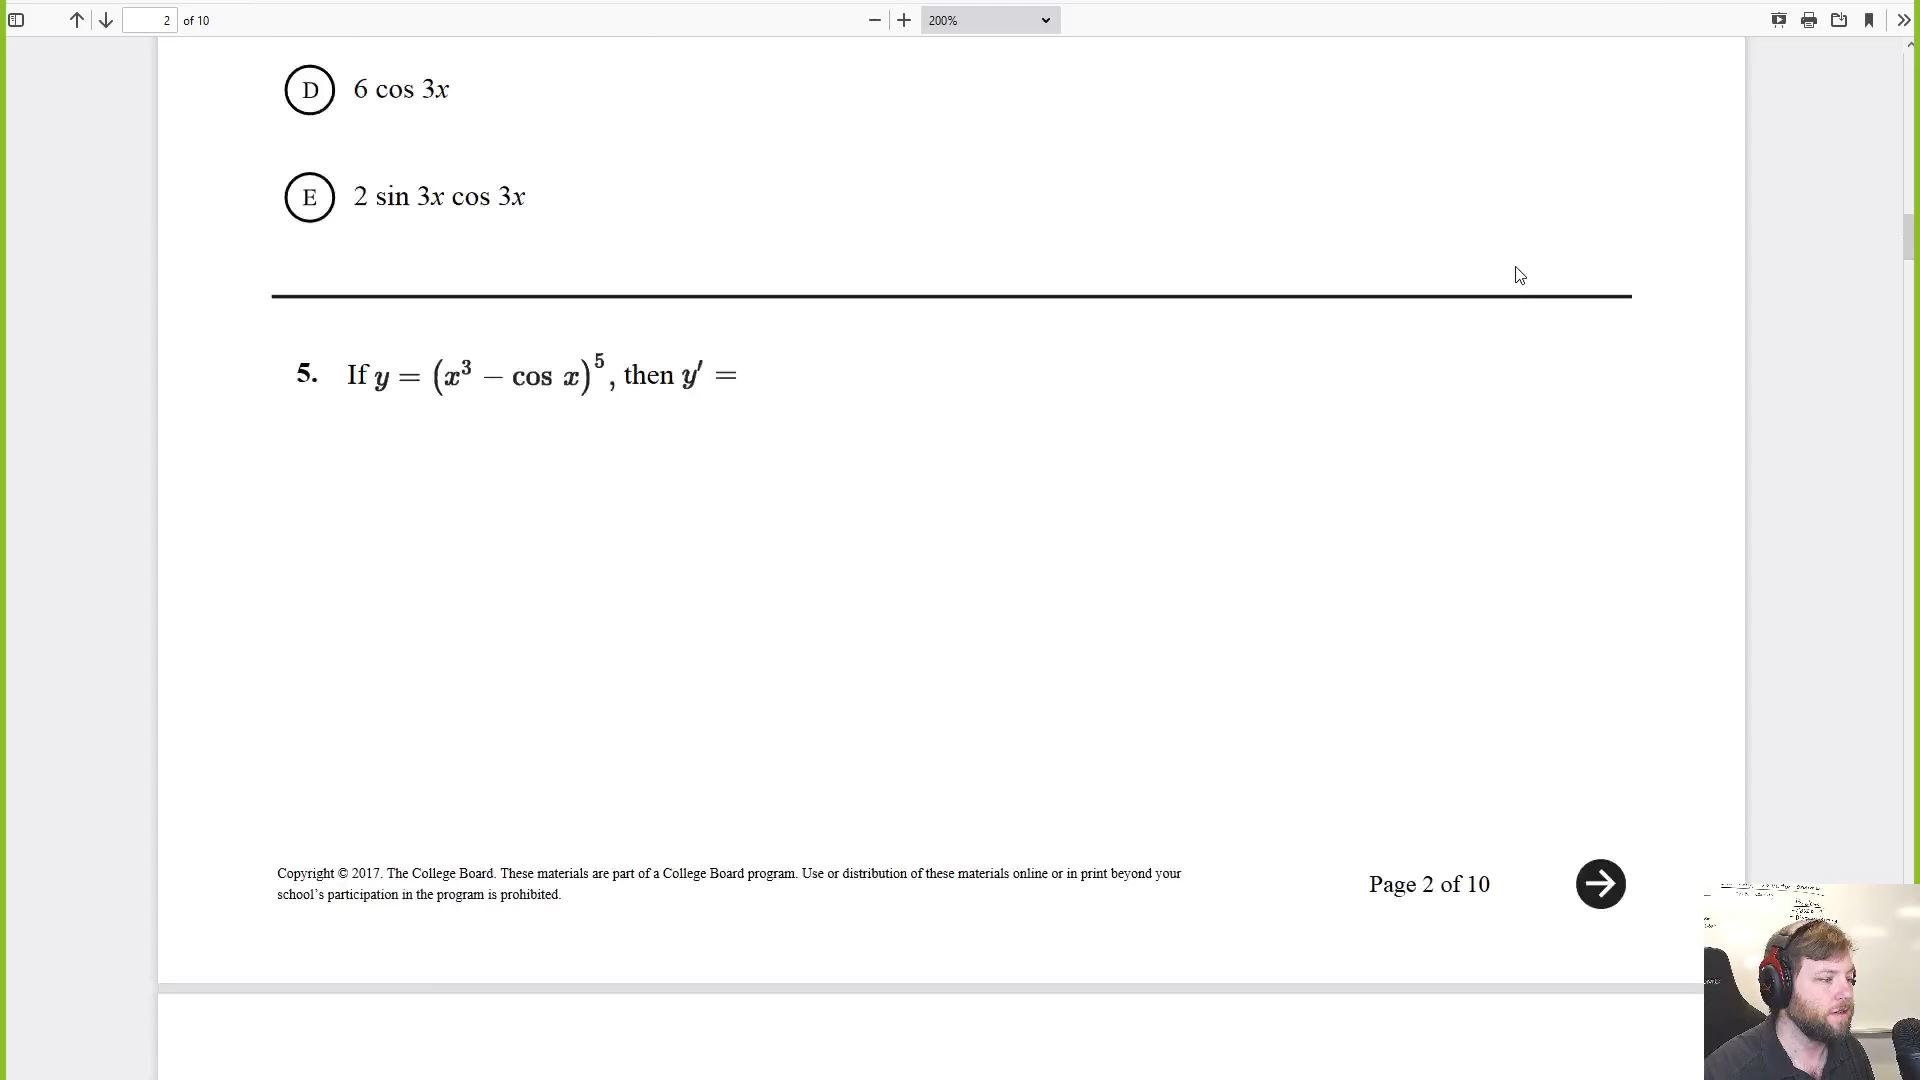 2 of 10
200%
D 6 cos 3x
E 2 sin 3x cos 3x
5. If y = (x³ − cos x)⁵, then y′ =
Copyright © 2017. The College Board. These materials are part of a College Board program. Use or distribution of these materials online or in print beyond your
school’s participation in the program is prohibited.
Page 2 of 10